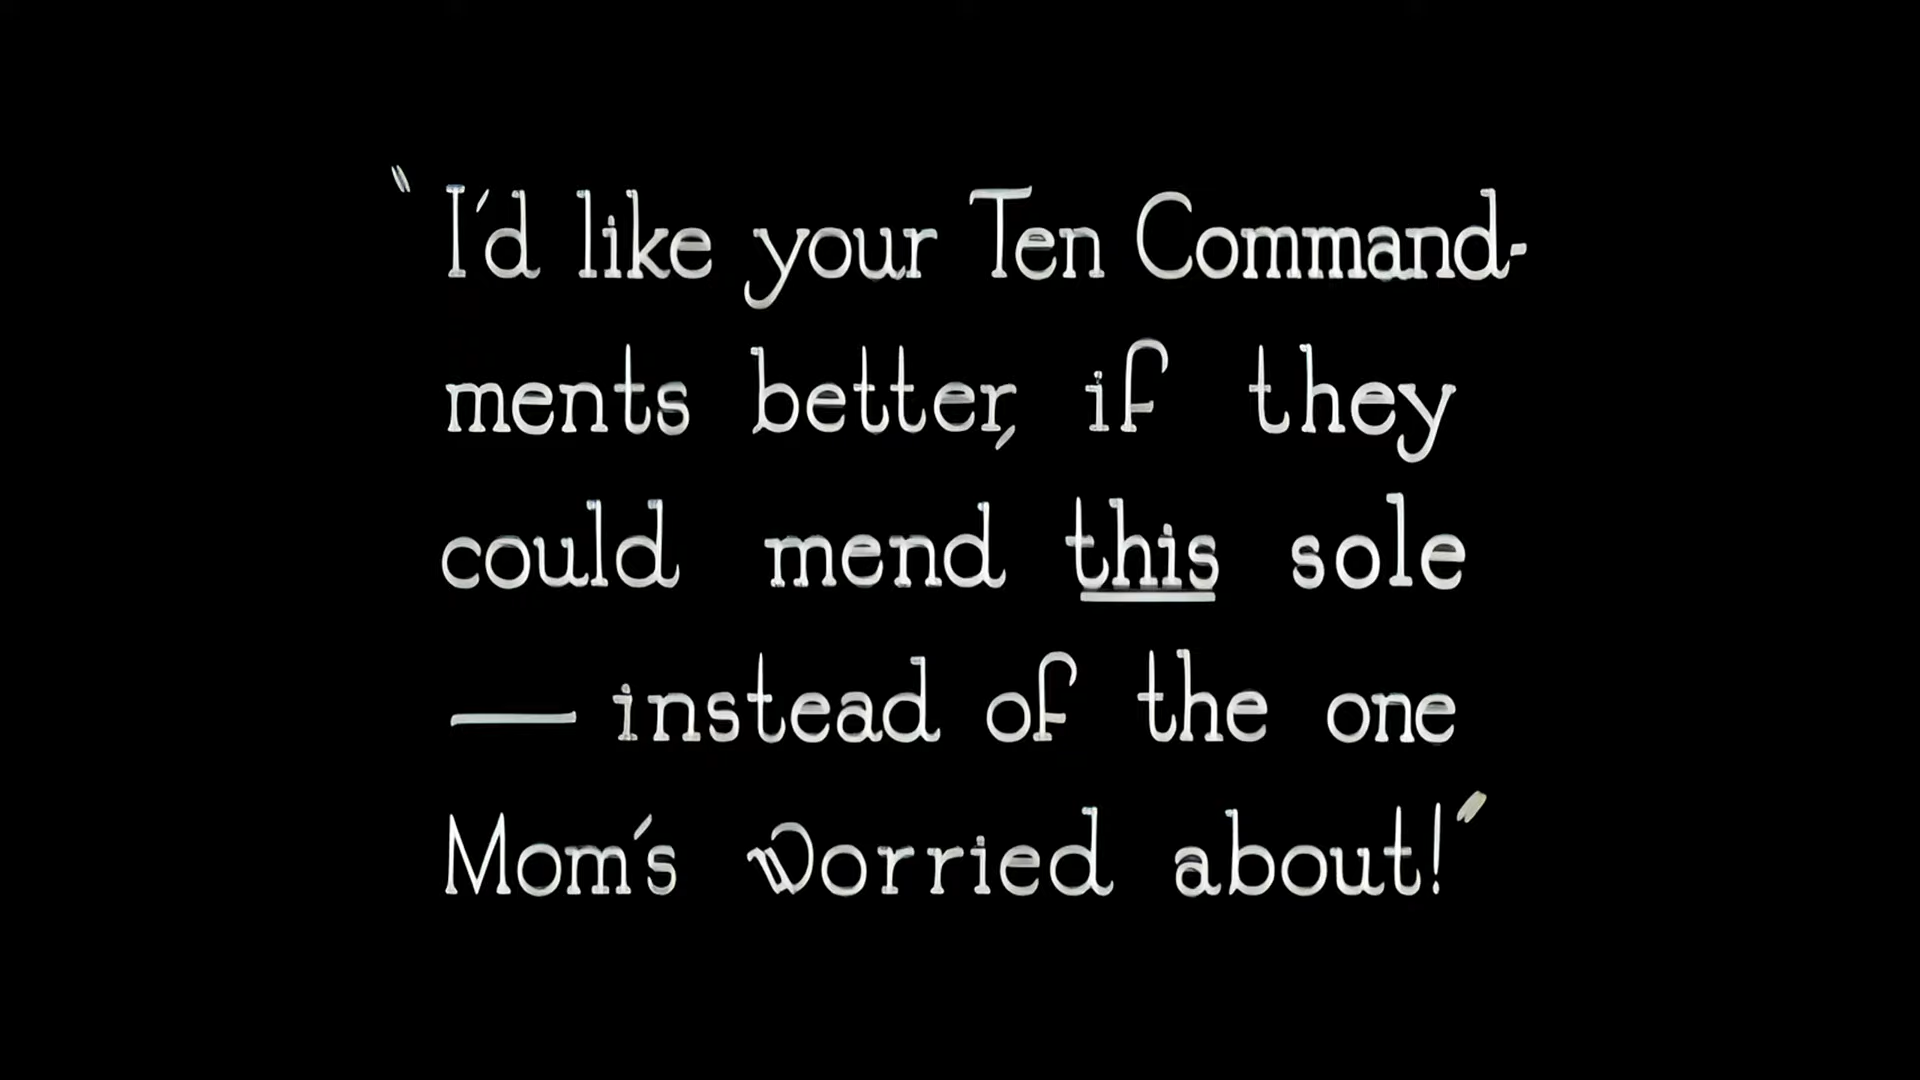 "I'd like your Ten Command-
ments better, if they
could mend this sole
— instead of the one
Mom's worried about!"